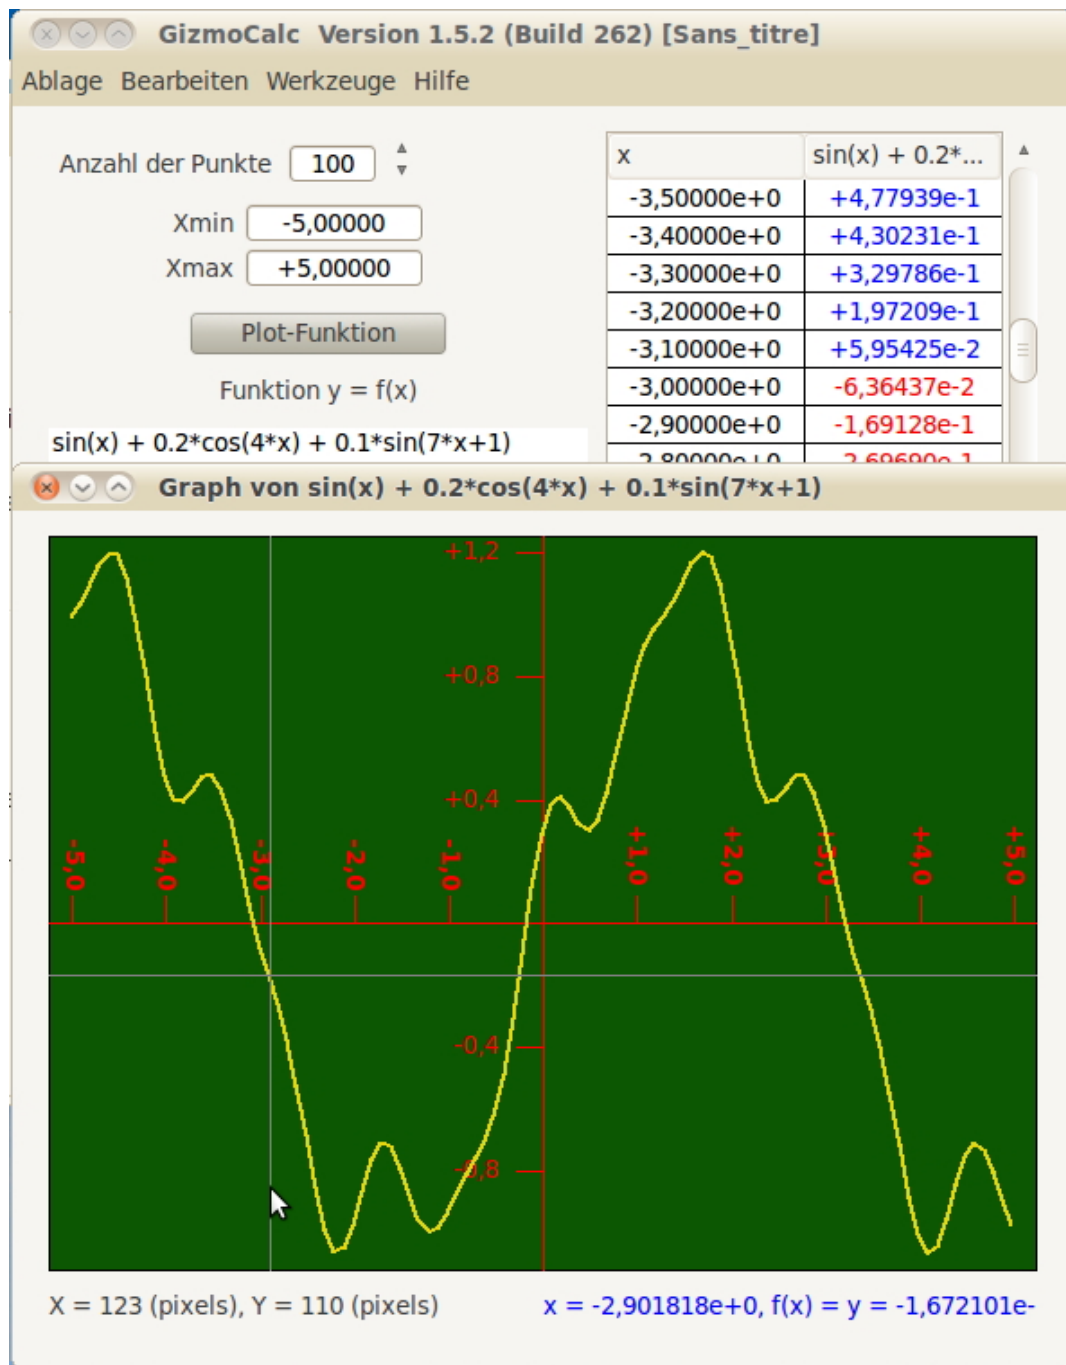 GizmoCalc Version 1.5.2 (Build 262) [Sans_titre]
Ablage Bearbeiten Werkzeuge Hilfe
Anzahl der Punkte 100
Xmin -5,00000
Xmax +5,00000
Plot-Funktion
Funktion y = f(x)
sin(x) + 0.2*cos(4*x) + 0.1*sin(7*x+1)
x sin(x) + 0.2*...
-3,50000e+0 +4,77939e-1
-3,40000e+0 +4,30231e-1
-3,30000e+0 +3,29786e-1
-3,20000e+0 +1,97209e-1
-3,10000e+0 +5,95425e-2
-3,00000e+0 -6,36437e-2
-2,90000e+0 -1,69128e-1
-2,80000e+0 -2,69690e-1
Graph von sin(x) + 0.2*cos(4*x) + 0.1*sin(7*x+1)
+1,2
+0,8
+0,4
-5,0 -4,0 -3,0 -2,0 -1,0 +1,0 +2,0 +3,0 +4,0 +5,0
-0,4
-0,8
X = 123 (pixels), Y = 110 (pixels)
x = -2,901818e+0, f(x) = y = -1,672101e-